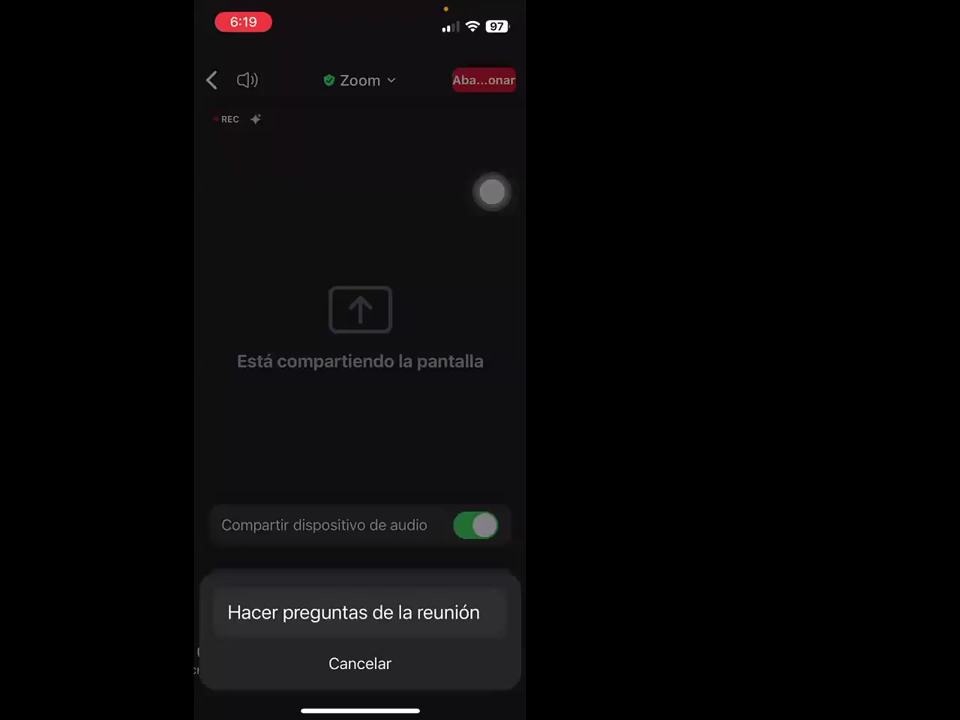 6:19
97
Zoom
Aba...onar
REC
Está compartiendo la pantalla
Compartir dispositivo de audio
Hacer preguntas de la reunión
Cancelar